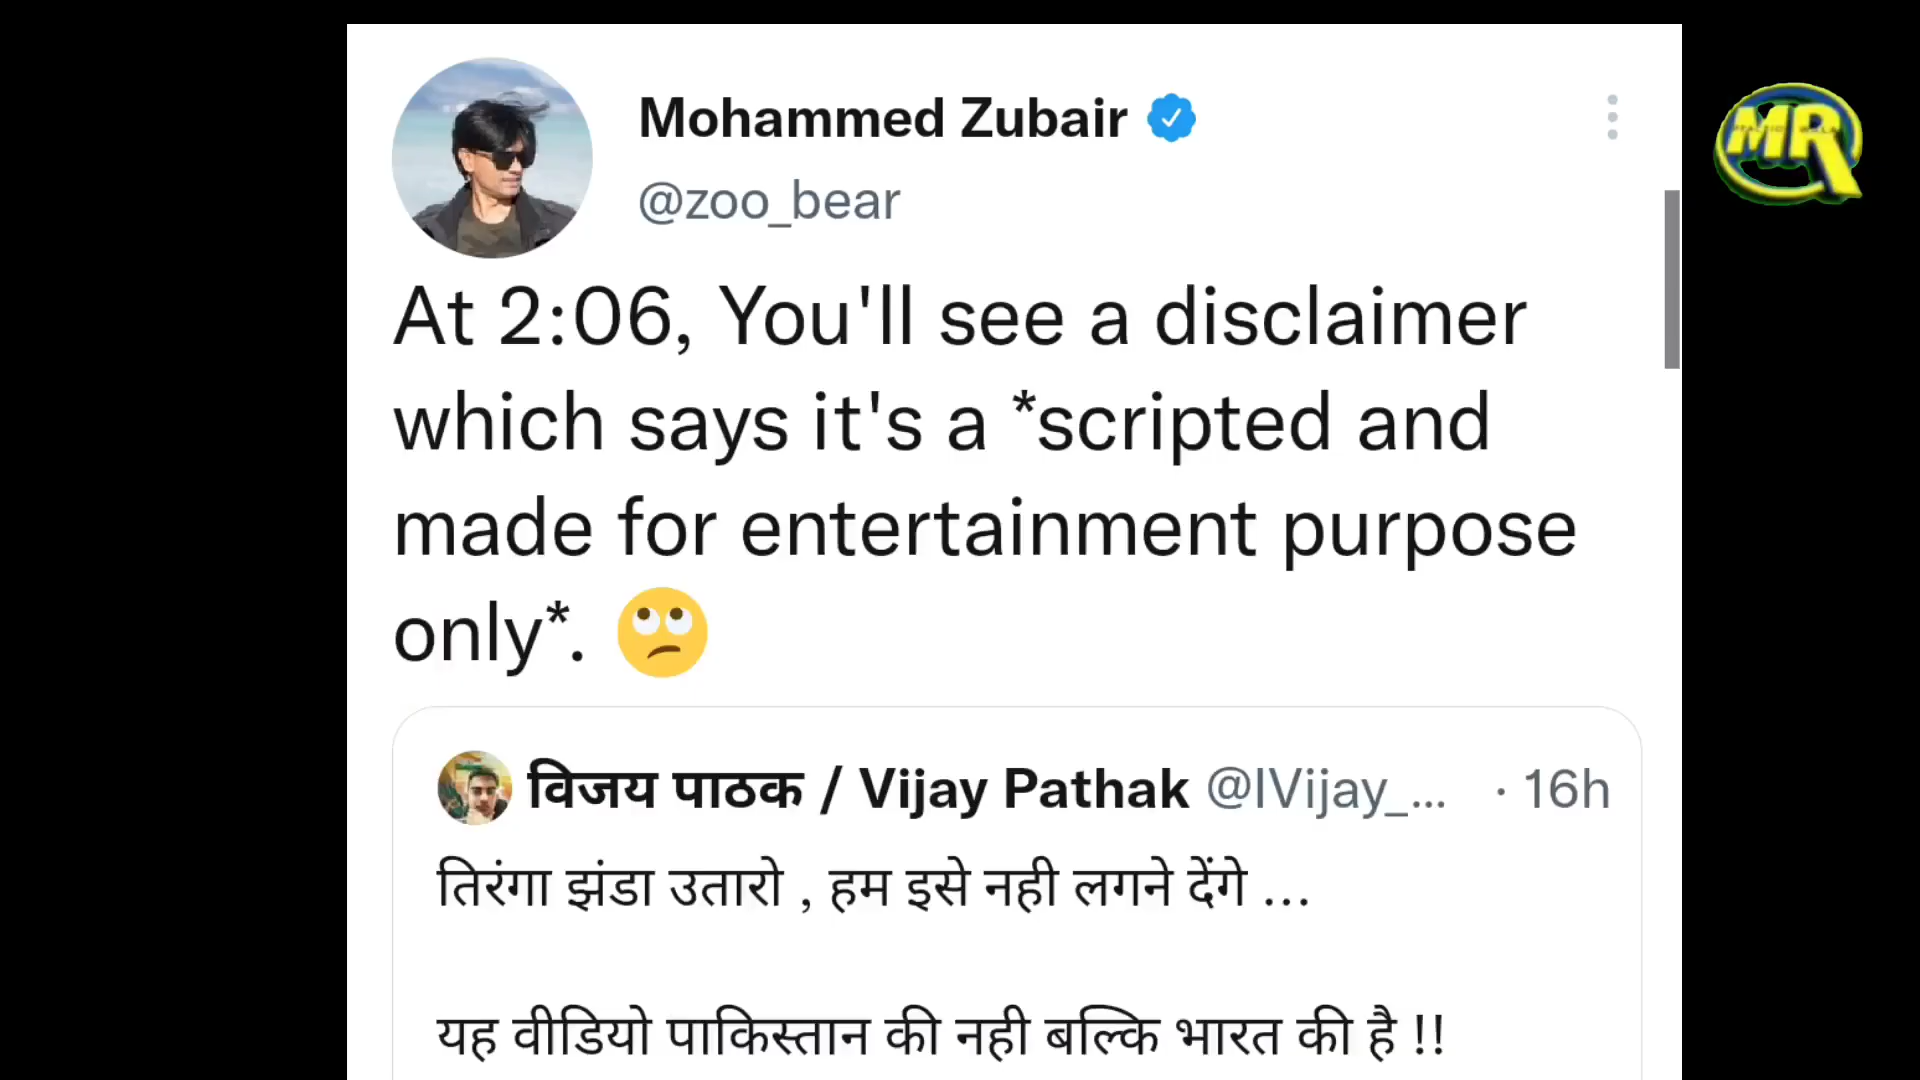 Mohammed Zubair
@zoo_bear
At 2:06, You'll see a disclaimer
which says it's a *scripted and
made for entertainment purpose
only*. 🙄
विजय पाठक / Vijay Pathak @IVijay_... · 16h
तिरंगा झंडा उतारो , हम इसे नही लगने देंगे ...
यह वीडियो पाकिस्तान की नही बल्कि भारत की है !!
MR